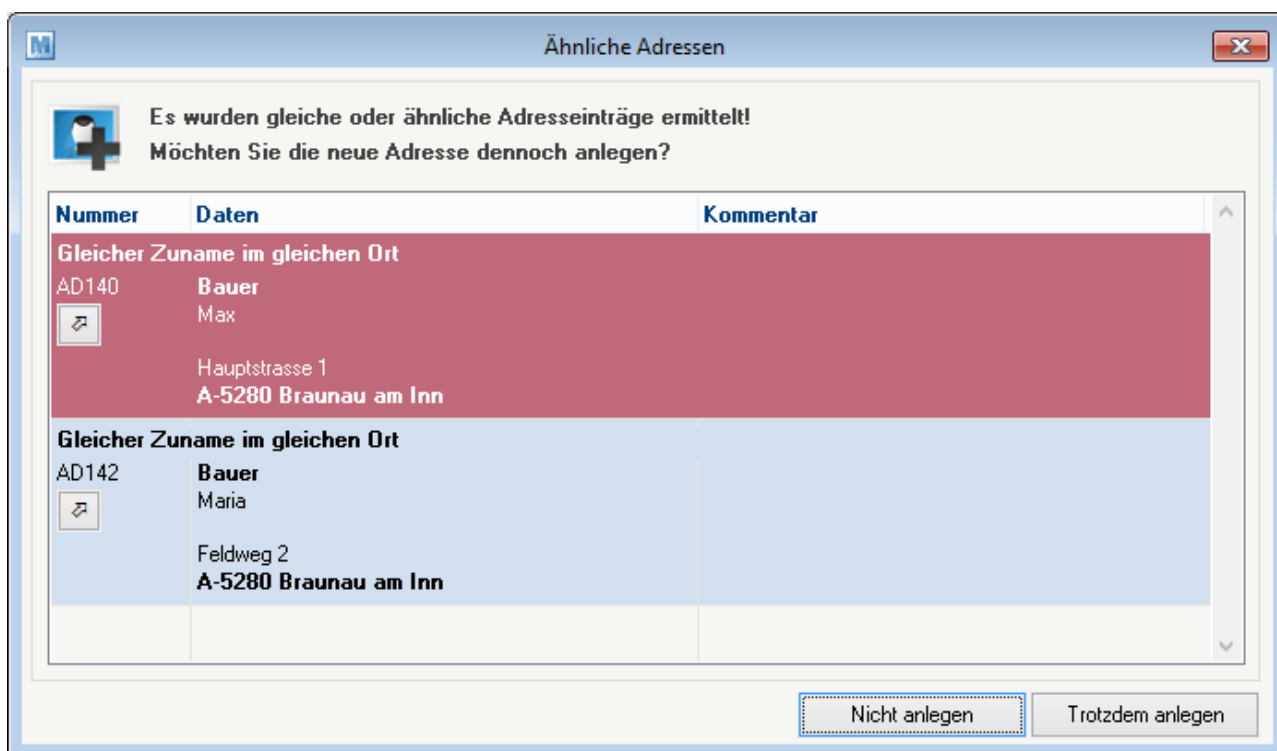 Ähnliche Adressen
Es wurden gleiche oder ähnliche Adresseinträge ermittelt!
Möchten Sie die neue Adresse dennoch anlegen?
Nummer Daten Kommentar
Gleicher Zuname im gleichen Ort
AD140 Bauer
Max
Hauptstrasse 1
A-5280 Braunau am Inn
Gleicher Zuname im gleichen Ort
AD142 Bauer
Maria
Feldweg 2
A-5280 Braunau am Inn
Nicht anlegen Trotzdem anlegen